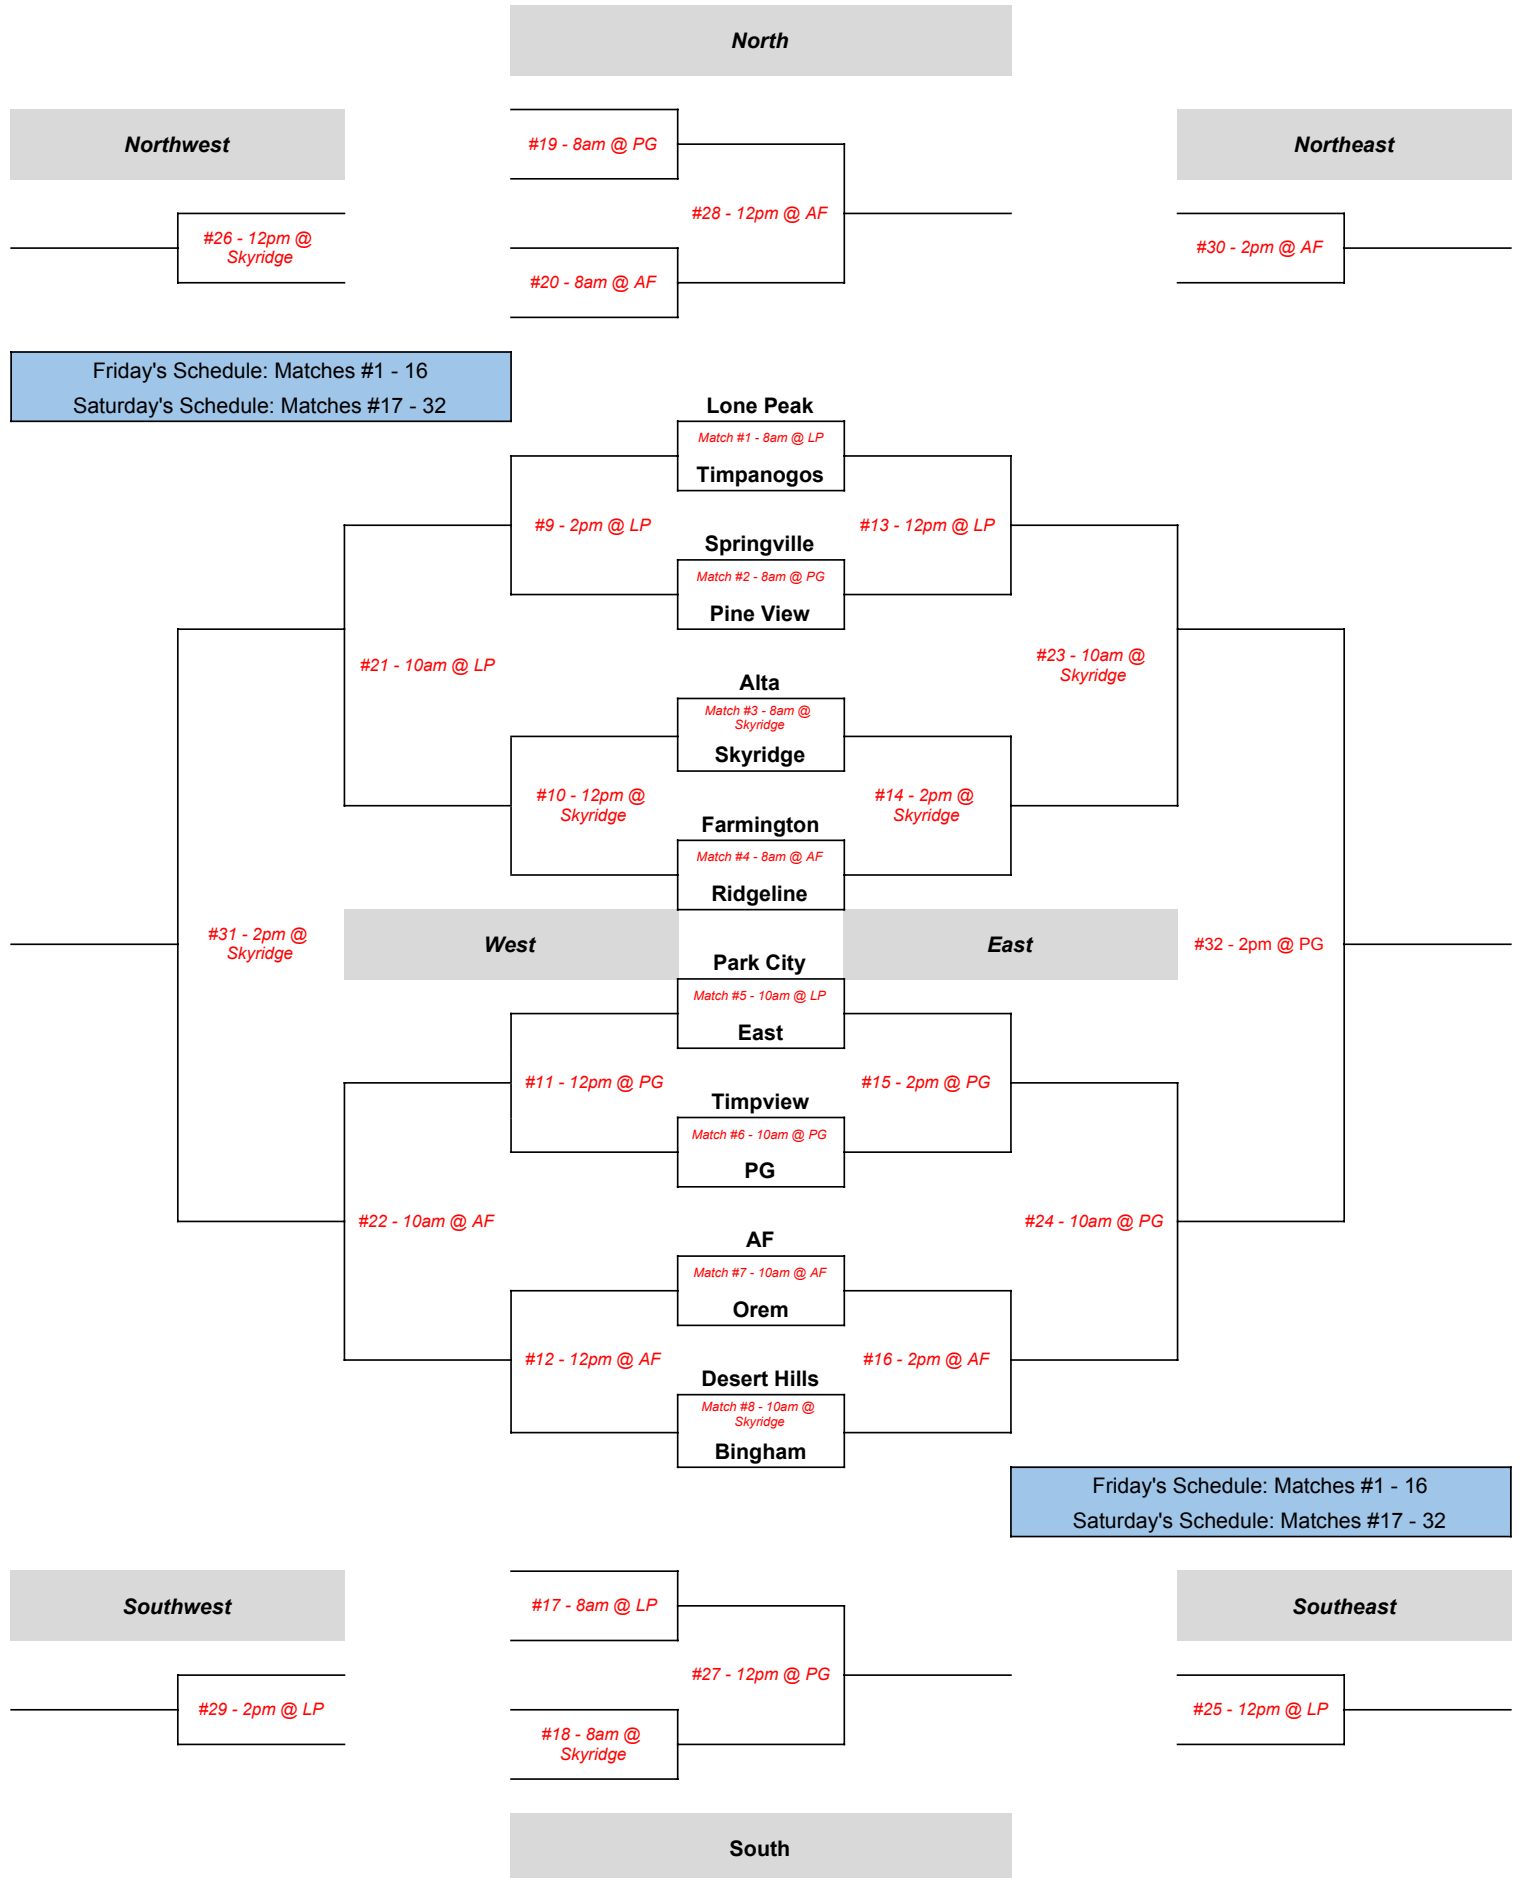 North
Northwest
#19 - 8am @ PG
Northeast
#28 - 12pm @ AF
#26 - 12pm @
Skyridge
#30 - 2pm @ AF
#20 - 8am @ AF
Friday's Schedule: Matches #1 - 16
Saturday's Schedule: Matches #17 - 32
Lone Peak
Match #1 - 8am @ LP
Timpanogos
#9 - 2pm @ LP
#13 - 12pm @ LP
Springville
Match #2 - 8am @ PG
Pine View
#21 - 10am @ LP
#23 - 10am @
Skyridge
Alta
Match #3 - 8am @
Skyridge
Skyridge
#10 - 12pm @
Skyridge
#14 - 2pm @
Skyridge
Farmington
Match #4 - 8am @ AF
Ridgeline
#31 - 2pm @
Skyridge
West
East
#32 - 2pm @ PG
Park City
Match #5 - 10am @ LP
East
#11 - 12pm @ PG
#15 - 2pm @ PG
Timpview
Match #6 - 10am @ PG
PG
#22 - 10am @ AF
#24 - 10am @ PG
AF
Match #7 - 10am @ AF
Orem
#12 - 12pm @ AF
#16 - 2pm @ AF
Desert Hills
Match #8 - 10am @
Skyridge
Bingham
Friday's Schedule: Matches #1 - 16
Saturday's Schedule: Matches #17 - 32
Southwest
#17 - 8am @ LP
Southeast
#27 - 12pm @ PG
#29 - 2pm @ LP
#25 - 12pm @ LP
#18 - 8am @
Skyridge
South